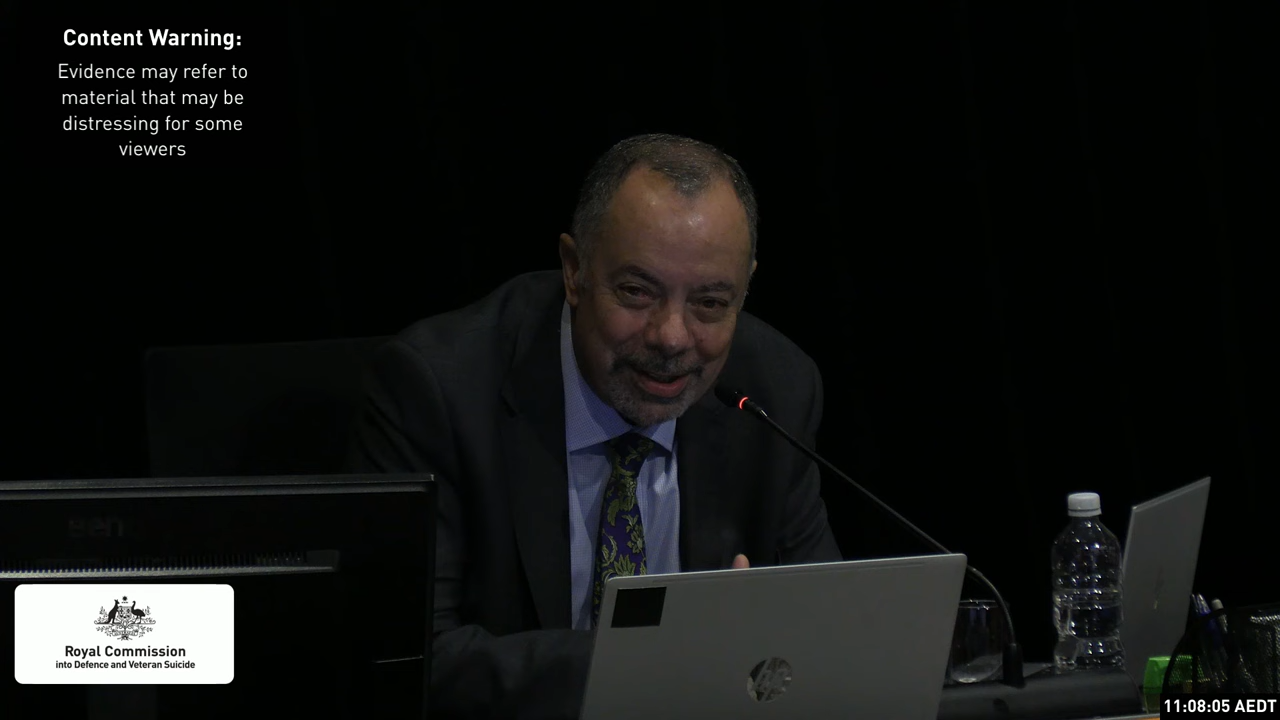 Content Warning:
Evidence may refer to
material that may be
distressing for some
viewers
Royal Commission
into Defence and Veteran Suicide
11:08:05 AEDT